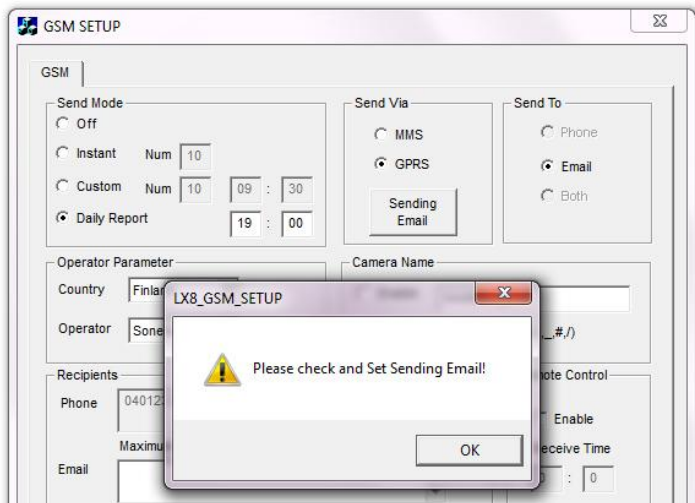 GSM SETUP
GSM
Send Mode
Off
Instant Num 10
Custom Num 10 09 : 30
Daily Report 19 : 00
Send Via
MMS
GPRS
Sending
Email
Send To
Phone
Email
Both
Operator Parameter
Country
Operator
Camera Name
LX8_GSM_SETUP
Please check and Set Sending Email!
OK
,_,#,/)
Recipients
Phone
Email
Enable
: 0